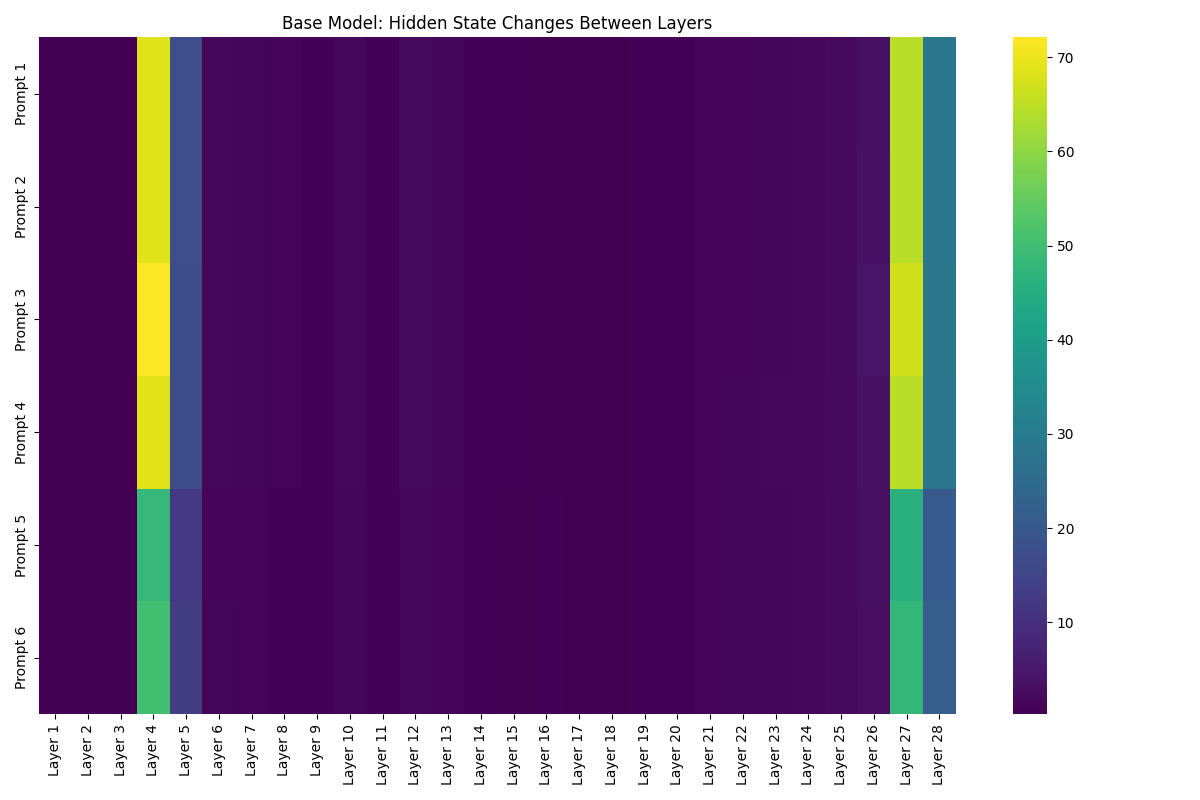 Base Model: Hidden State Changes Between Layers
Prompt 1
Prompt 2
Prompt 3
Prompt 4
Prompt 5
Prompt 6
Layer 1
Layer 2
Layer 3
Layer 4
Layer 5
Layer 6
Layer 7
Layer 8
Layer 9
Layer 10
Layer 11
Layer 12
Layer 13
Layer 14
Layer 15
Layer 16
Layer 17
Layer 18
Layer 19
Layer 20
Layer 21
Layer 22
Layer 23
Layer 24
Layer 25
Layer 26
Layer 27
Layer 28
70
60
50
40
30
20
10